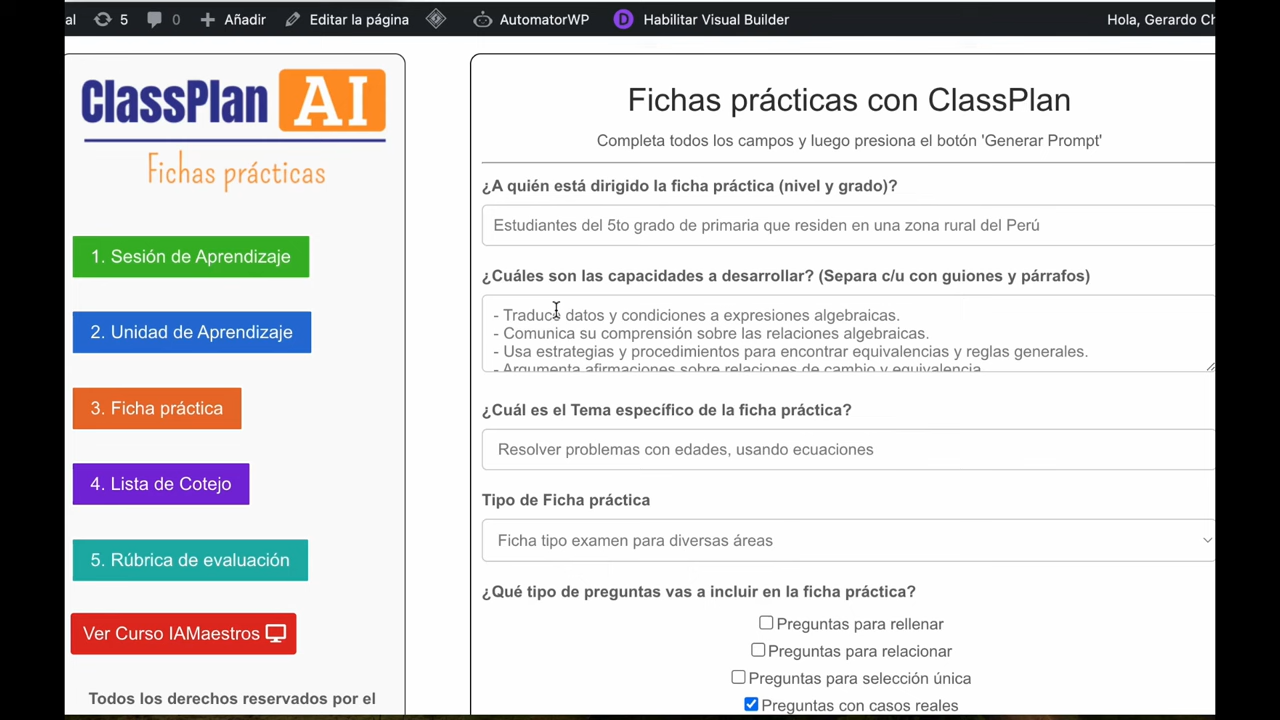 al 5 0 Añadir Editar la página AutomatorWP D Habilitar Visual Builder Hola, Gerardo Ch
ClassPlan AI
Fichas prácticas
1. Sesión de Aprendizaje
2. Unidad de Aprendizaje
3. Ficha práctica
4. Lista de Cotejo
5. Rúbrica de evaluación
Ver Curso IAMaestros
Todos los derechos reservados por el
Fichas prácticas con ClassPlan
Completa todos los campos y luego presiona el botón 'Generar Prompt'
¿A quién está dirigido la ficha práctica (nivel y grado)?
Estudiantes del 5to grado de primaria que residen en una zona rural del Perú
¿Cuáles son las capacidades a desarrollar? (Separa c/u con guiones y párrafos)
- Traduce datos y condiciones a expresiones algebraicas.
- Comunica su comprensión sobre las relaciones algebraicas.
- Usa estrategias y procedimientos para encontrar equivalencias y reglas generales.
- Argumenta afirmaciones sobre relaciones de cambio y equivalencia
¿Cuál es el Tema específico de la ficha práctica?
Resolver problemas con edades, usando ecuaciones
Tipo de Ficha práctica
Ficha tipo examen para diversas áreas
¿Qué tipo de preguntas vas a incluir en la ficha práctica?
Preguntas para rellenar
Preguntas para relacionar
Preguntas para selección única
Preguntas con casos reales